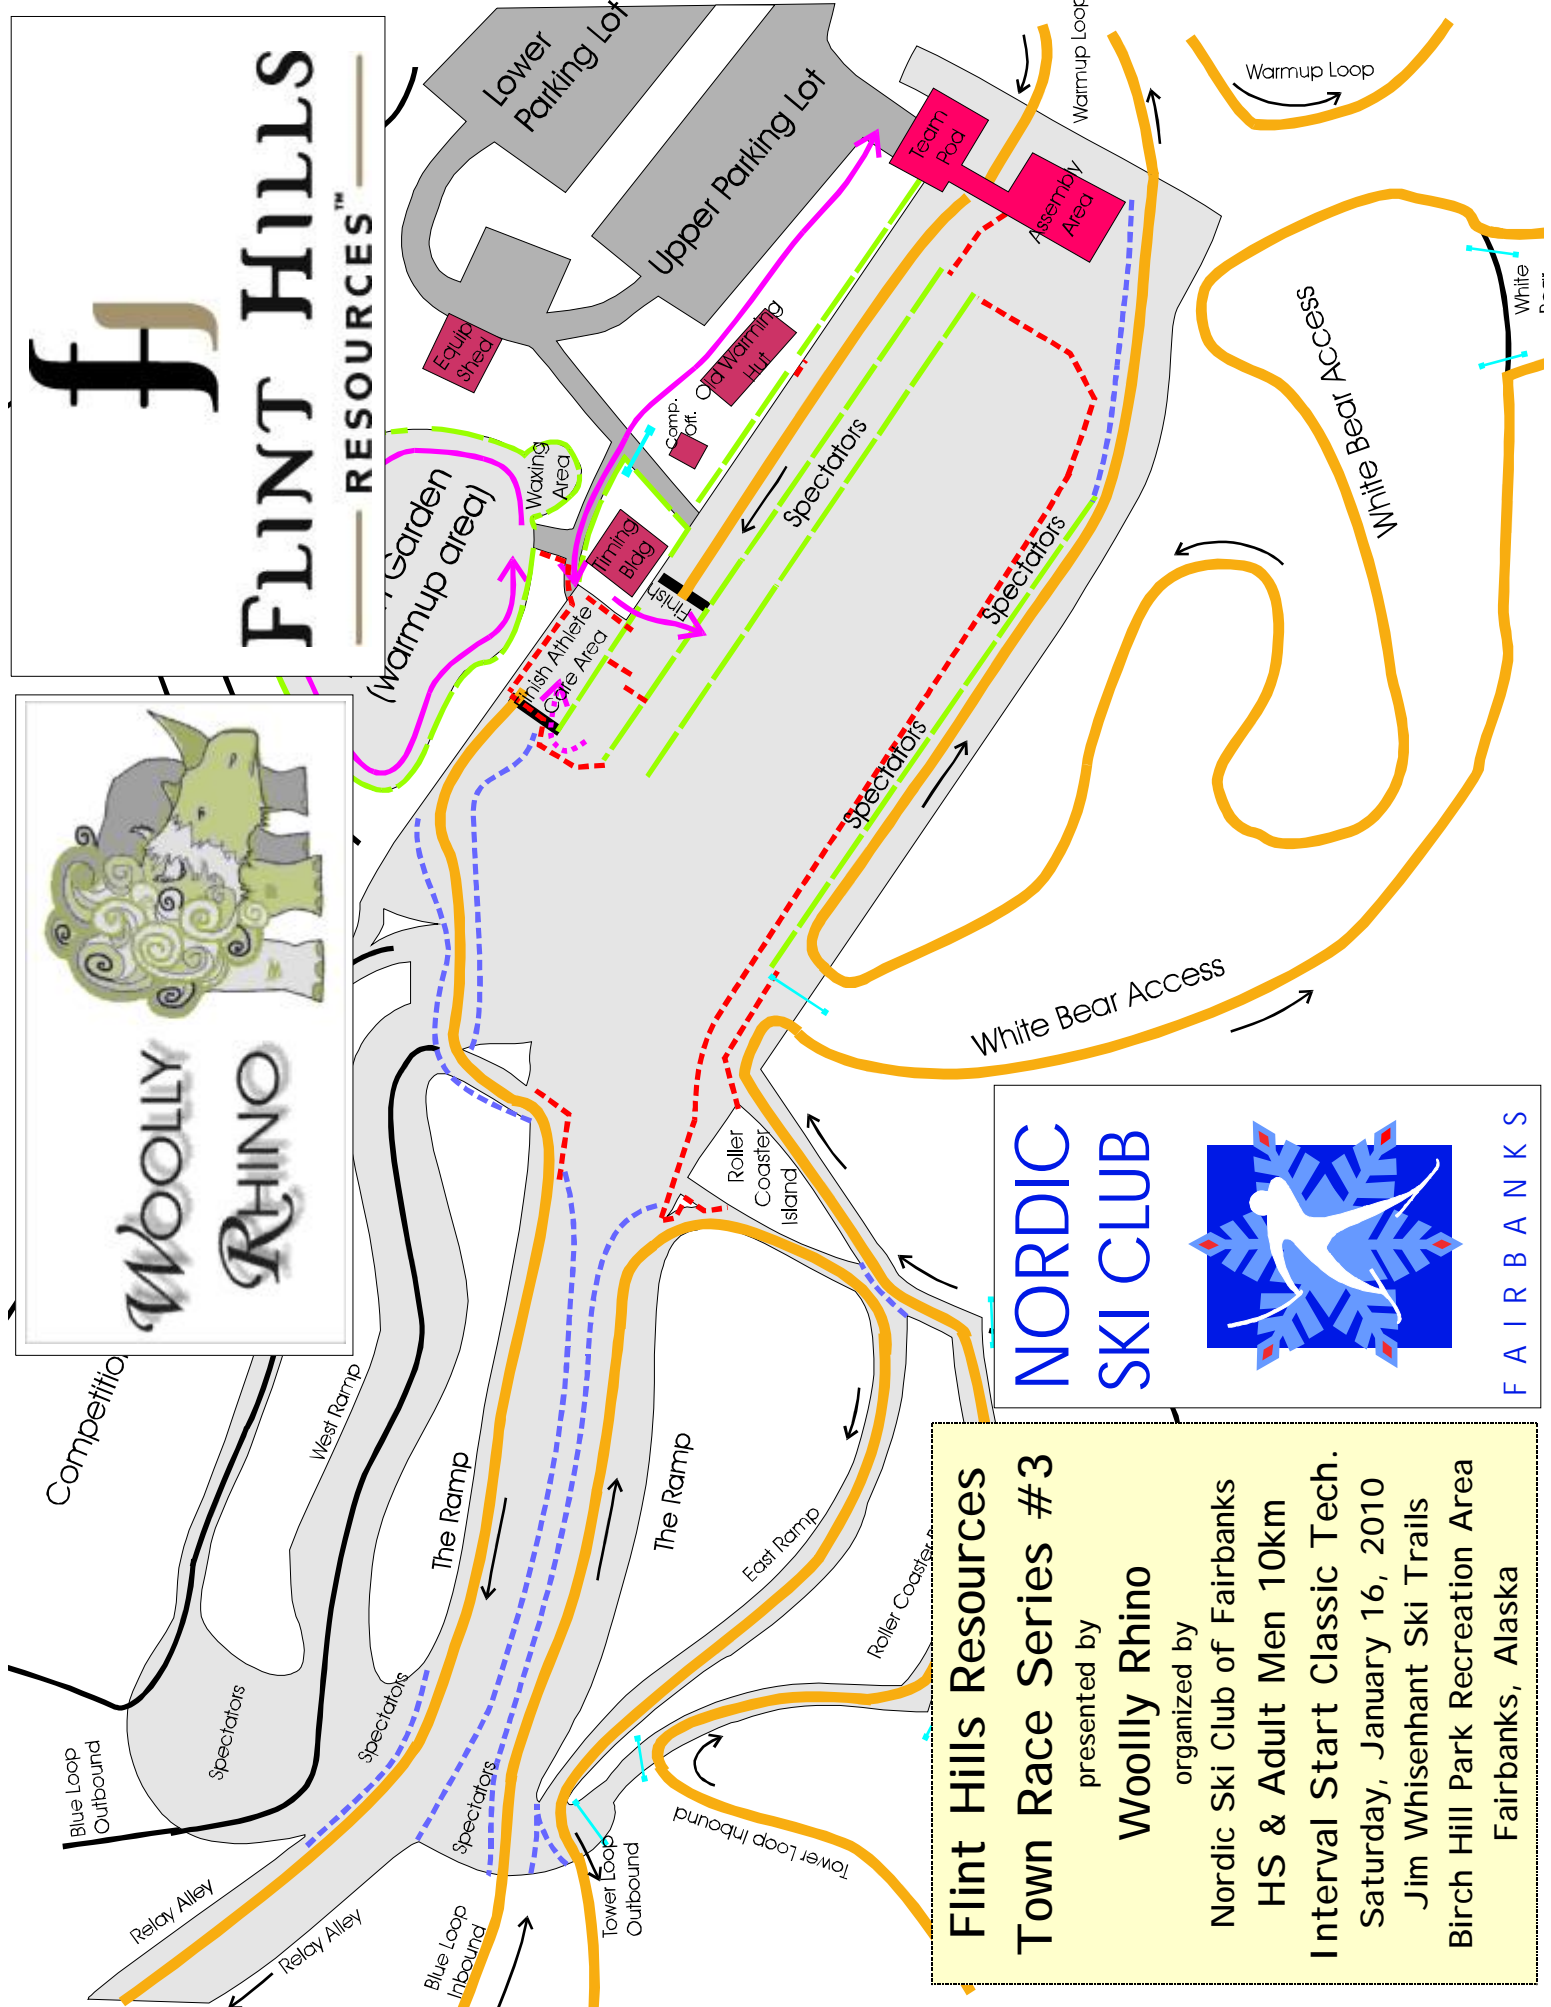 FLINT HILLS
RESOURCES™
WOOLLY
RHINO
Lower
Parking Lot
Upper Parking Lot
Equip
Shed
Team
Pod
Assembly
Area
Warmup Loop
Warmup Loop
Old Warming
Hut
Comp.
Off.
Waxing
Area
Garden
(warmup area)
Timing
Bldg
Finish
Finish Athlete
Care Area
Spectators
Spectators
Spectators
White Bear Access
White Bear Access
White
Roller
Coaster
Island
West Ramp
The Ramp
The Ramp
East Ramp
Roller Coaster
Spectators
Spectators
Spectators
Blue Loop
Outbound
Relay Alley
Relay Alley
Blue Loop
Inbound
Tower Loop
Outbound
Tower Loop Inbound
NORDIC
SKI CLUB
FAIRBANKS
Flint Hills Resources
Town Race Series #3
presented by
Woollly Rhino
organized by
Nordic Ski Club of Fairbanks
HS & Adult Men 10km
Interval Start Classic Tech.
Saturday, January 16, 2010
Jim Whisenhant Ski Trails
Birch Hill Park Recreation Area
Fairbanks, Alaska